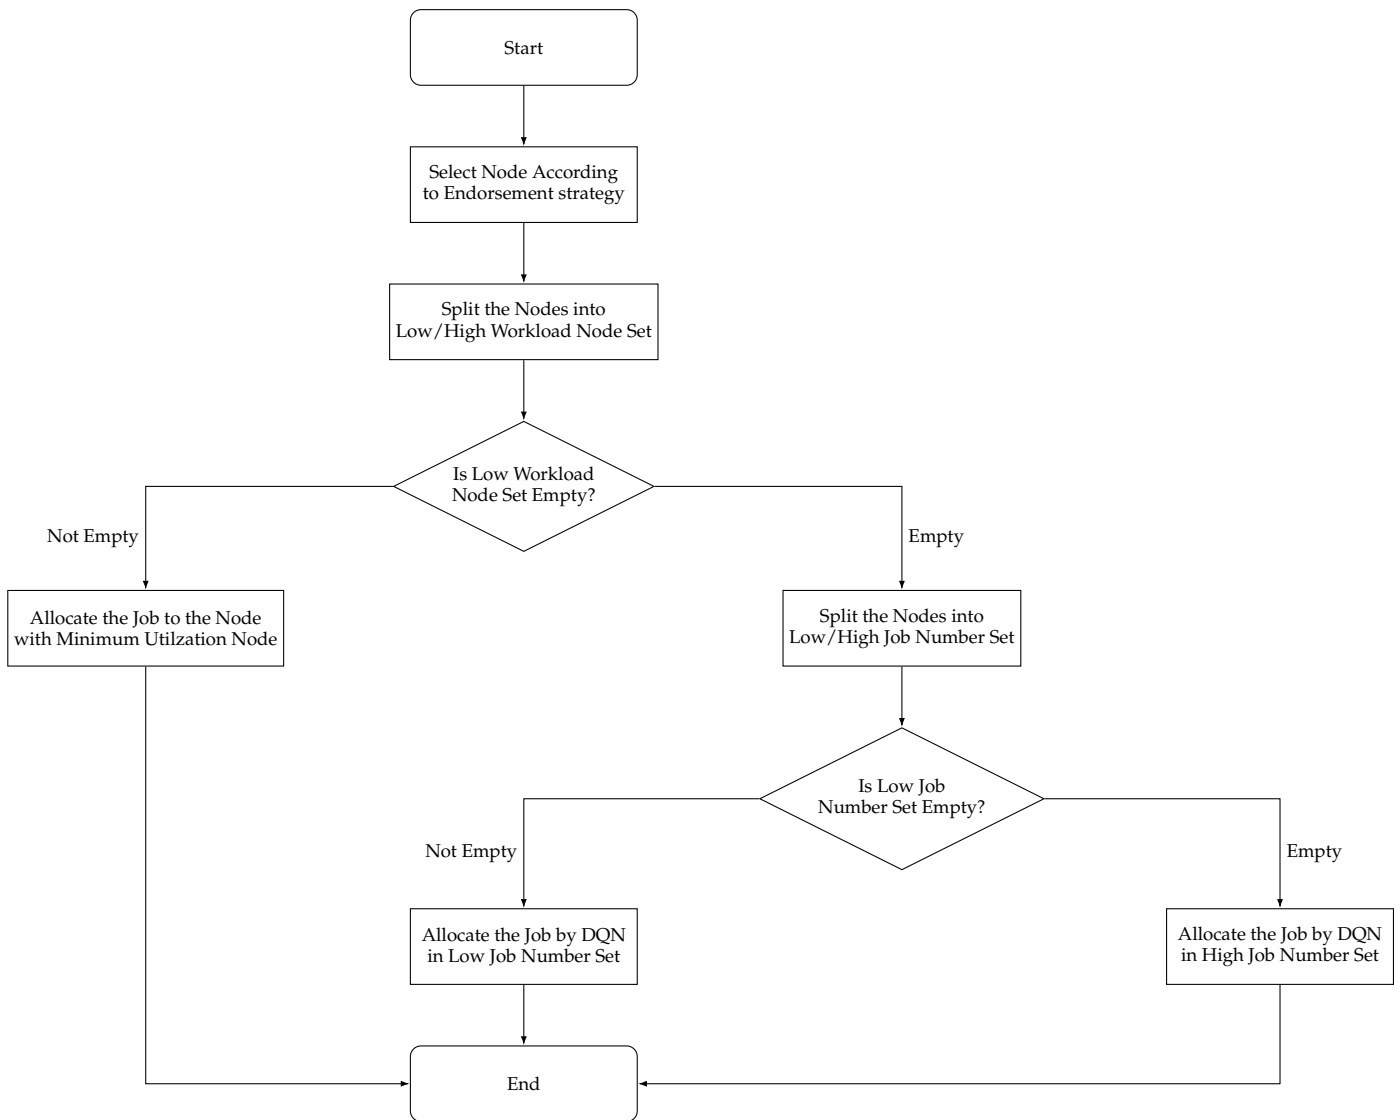 Start
Select Node According
to Endorsement strategy
Split the Nodes into
Low/High Workload Node Set
Is Low Workload
Node Set Empty?
Not Empty
Empty
Allocate the Job to the Node
with Minimum Utilzation Node
Split the Nodes into
Low/High Job Number Set
Is Low Job
Number Set Empty?
Not Empty
Empty
Allocate the Job by DQN
in Low Job Number Set
Allocate the Job by DQN
in High Job Number Set
End